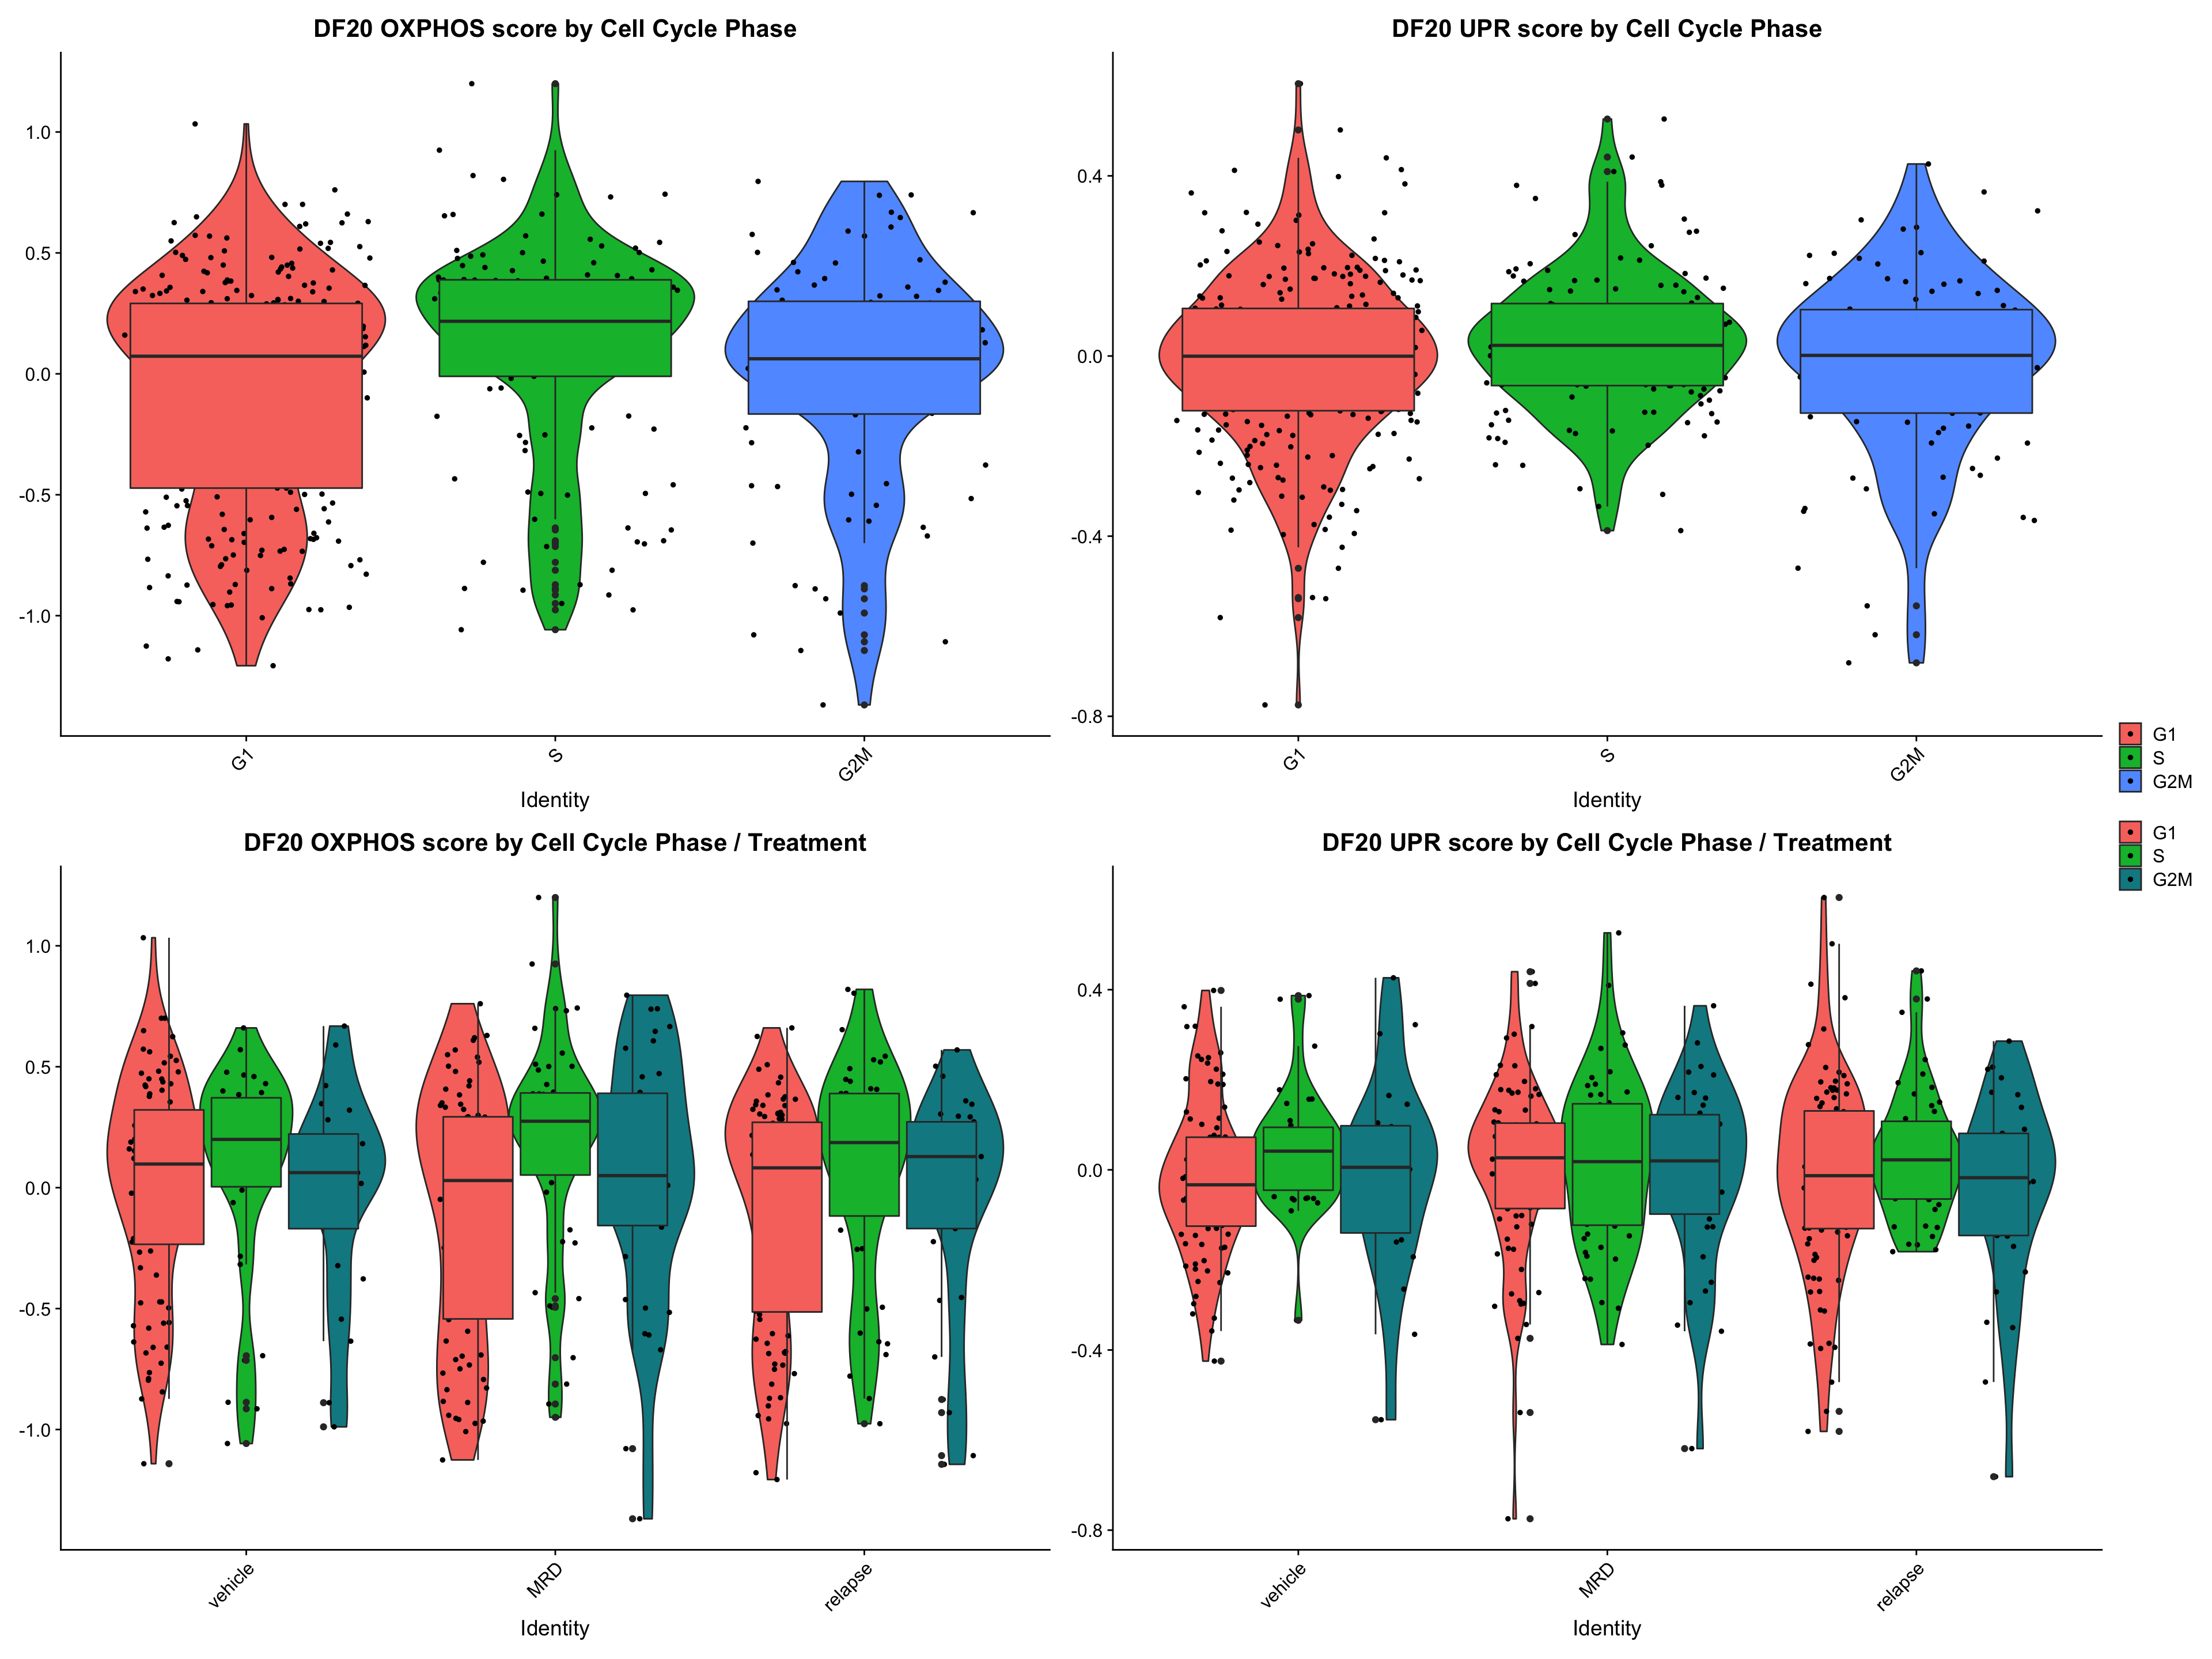 DF20 OXPHOS score by Cell Cycle Phase
1.0
0.5
0.0
-0.5
-1.0
G1
S
G2M
Identity
DF20 UPR score by Cell Cycle Phase
0.4
0.0
-0.4
-0.8
G1
S
G2M
Identity
G1
S
G2M
G1
S
G2M
DF20 OXPHOS score by Cell Cycle Phase / Treatment
1.0
0.5
0.0
-0.5
-1.0
vehicle
MRD
relapse
Identity
DF20 UPR score by Cell Cycle Phase / Treatment
0.4
0.0
-0.4
-0.8
vehicle
MRD
relapse
Identity